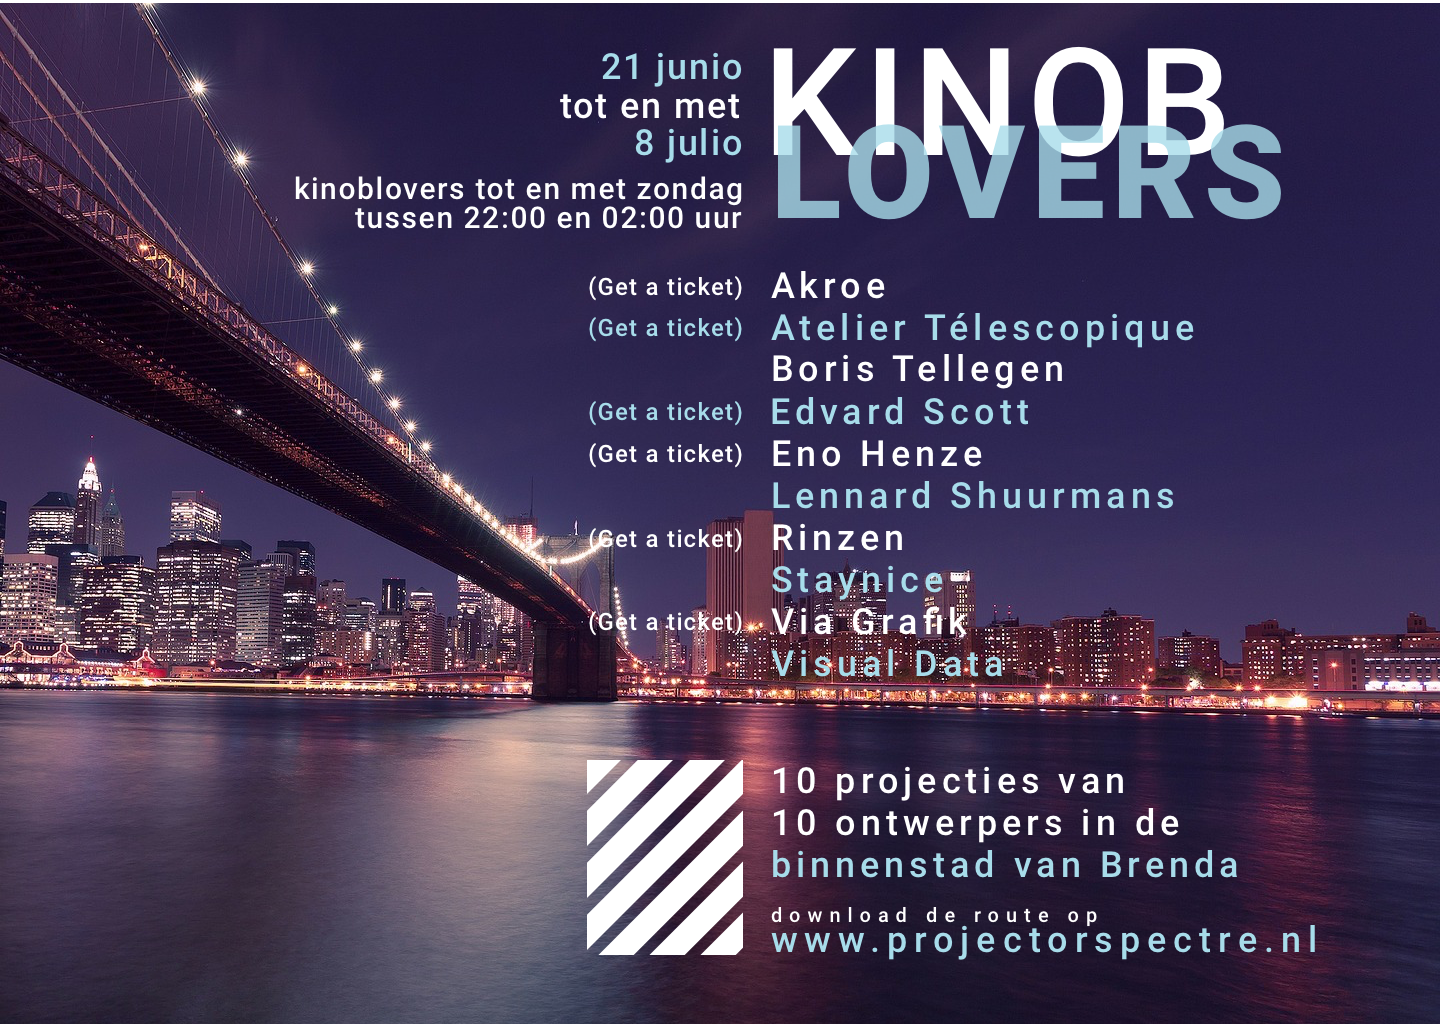 21 junio
tot en met
8 julio
kinoblovers tot en met zondag
tussen 22:00 en 02:00 uur
KINOB
LOVERS
(Get a ticket) Akroe
(Get a ticket) Atelier Télescopique
Boris Tellegen
(Get a ticket) Edvard Scott
(Get a ticket) Eno Henze
Lennard Shuurmans
(Get a ticket) Rinzen
Staynice
(Get a ticket) Via Grafik
Visual Data
10 projecties van
10 ontwerpers in de
binnenstad van Brenda
download de route op
www.projectorspectre.nl